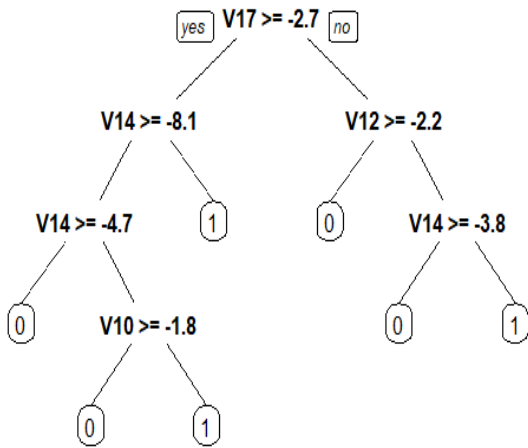 yes V17 >= -2.7 no
V14 >= -8.1 V12 >= -2.2
V14 >= -4.7 1 0 V14 >= -3.8
0 V10 >= -1.8 0 1
0 1